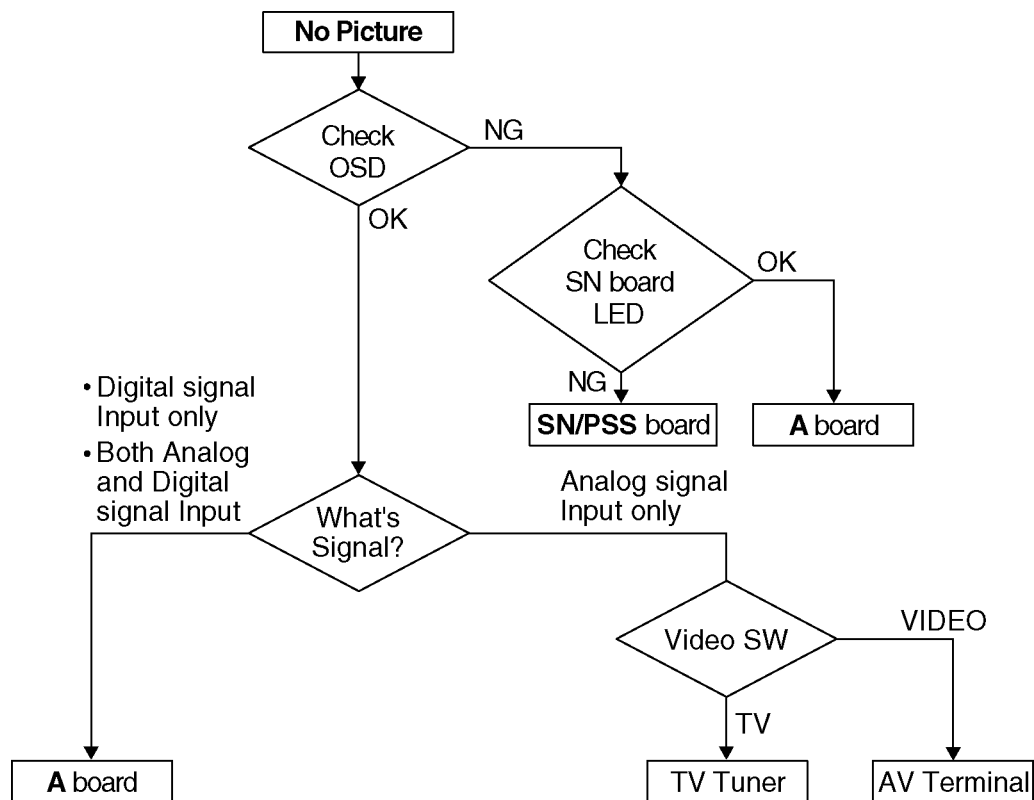 No Picture
Check
OSD
NG
OK
Check
SN board
LED
OK
NG
SN/PSS board
A board
• Digital signal
Input only
• Both Analog
and Digital
signal Input
What's
Signal?
Analog signal
Input only
Video SW
VIDEO
TV
A board
TV Tuner
AV Terminal